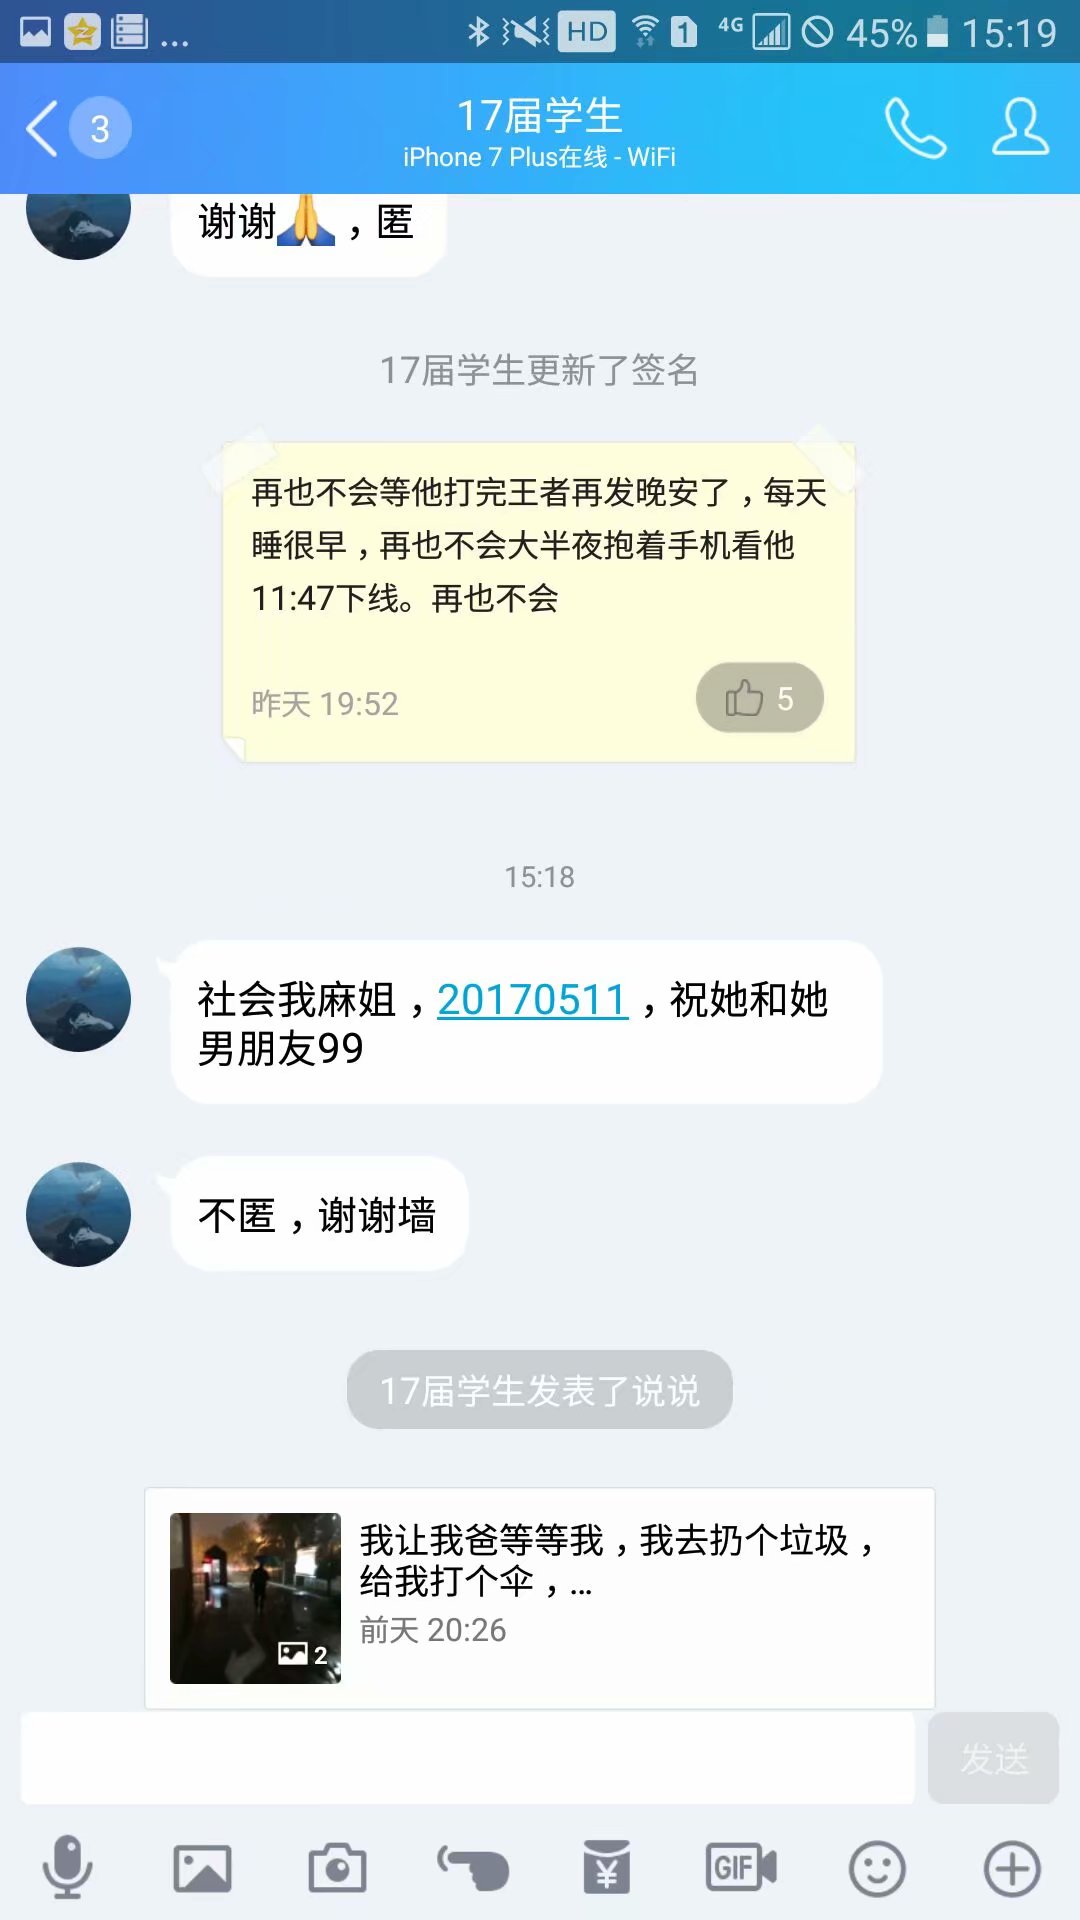 ... HD 1 4G 45% 15:19
3
17届学生
iPhone 7 Plus在线 - WiFi
谢谢🙏，匿
17届学生更新了签名
再也不会等他打完王者再发晚安了，每天
睡很早，再也不会大半夜抱着手机看他
11:47下线。再也不会
昨天 19:52
5
15:18
社会我麻姐，20170511，祝她和她
男朋友99
不匿，谢谢墙
17届学生发表了说说
我让我爸等等我，我去扔个垃圾，
给我打个伞，...
前天 20:26
2
发送
¥
GIF